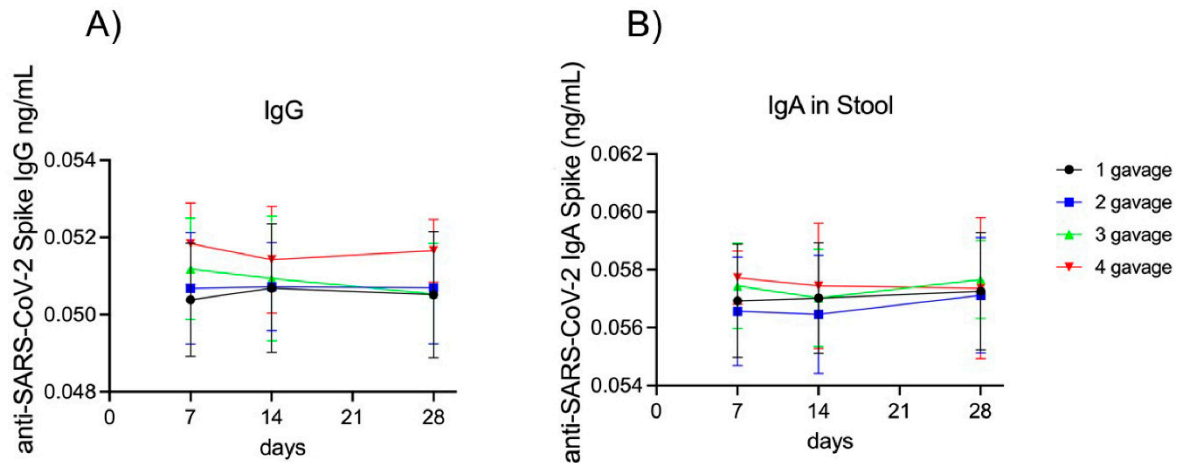 A)
IgG
anti-SARS-CoV-2 Spike IgG ng/mL
0.054
0.052
0.050
0.048
0
7
14
21
28
days
B)
IgA in Stool
anti-SARS-CoV-2 IgA Spike (ng/mL)
0.062
0.060
0.058
0.056
0.054
0
7
14
21
28
days
1 gavage
2 gavage
3 gavage
4 gavage